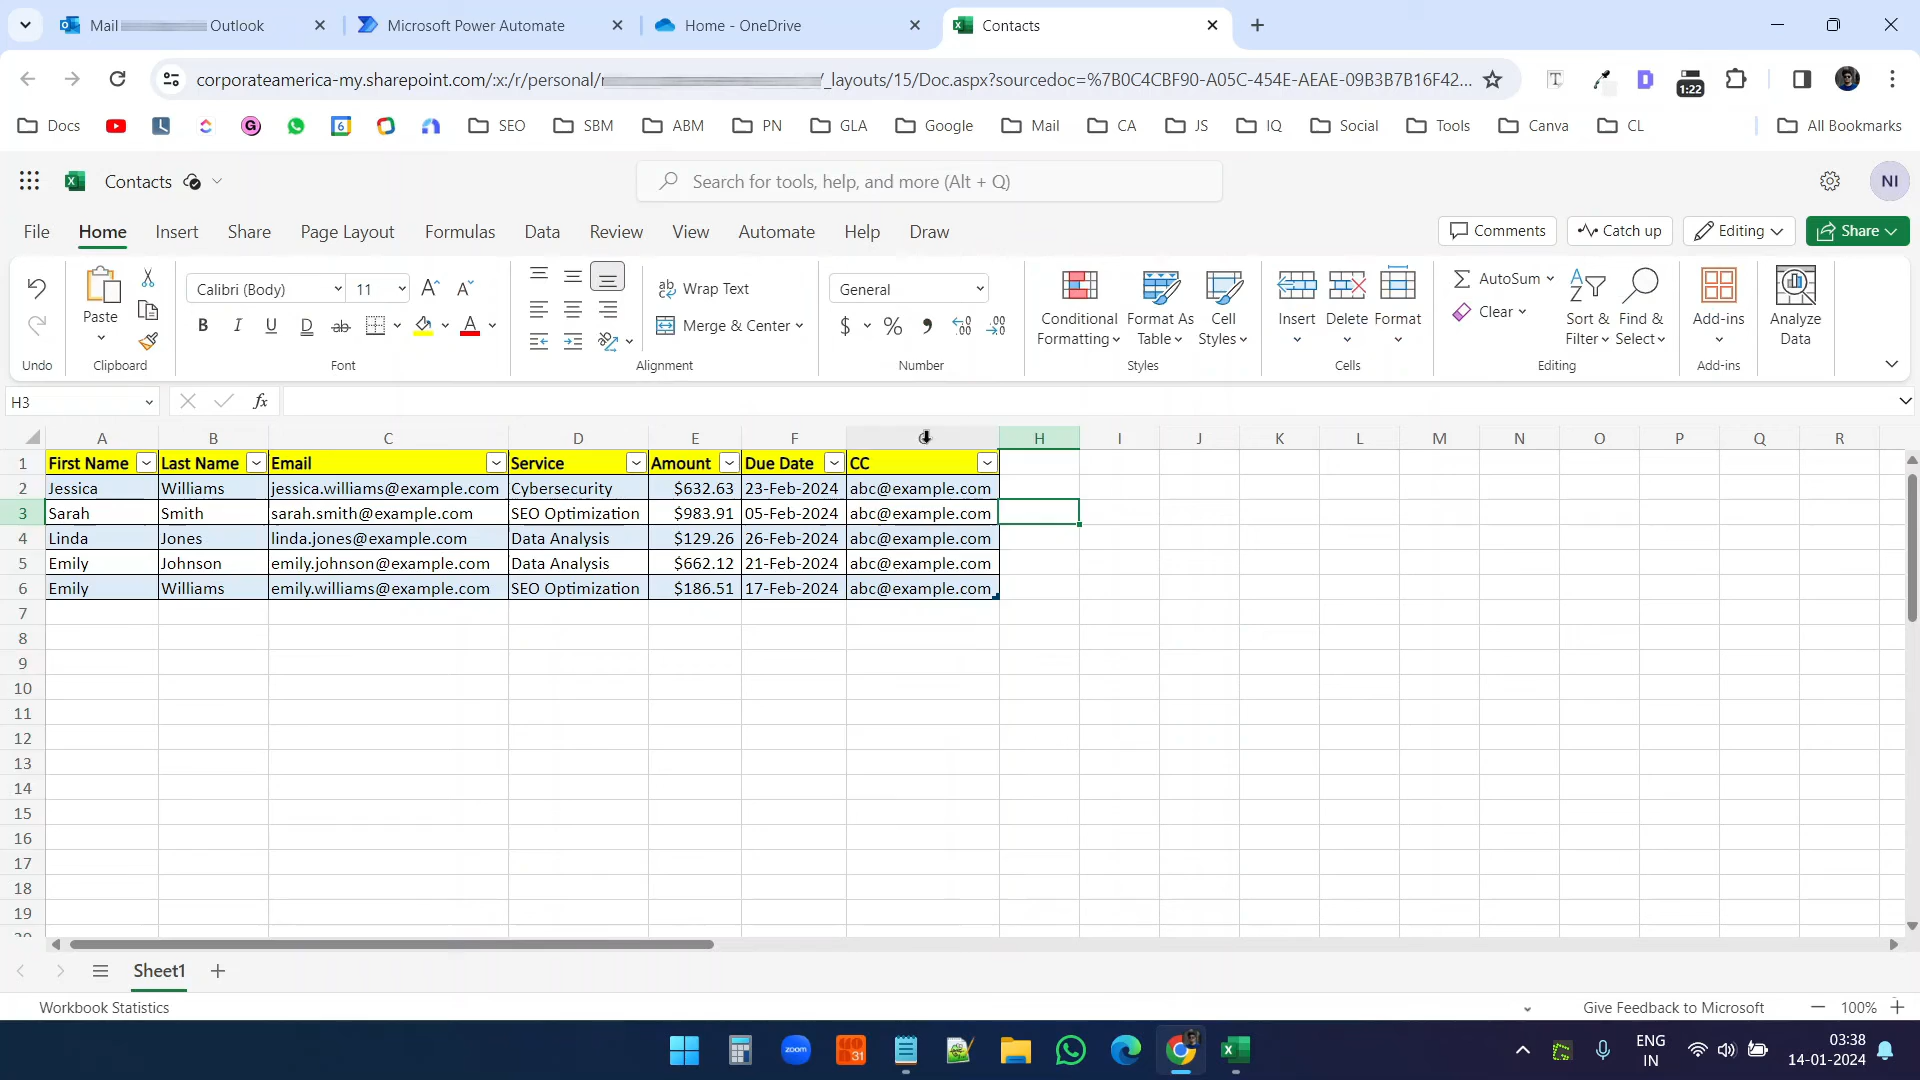 Mail Outlook
Microsoft Power Automate
Home - OneDrive
Contacts
corporateamerica-my.sharepoint.com/:x:/r/personal/r /_layouts/15/Doc.aspx?sourcedoc=%7B0C4CBF90-A05C-454E-AEAE-09B3B7B16F42...
1:22
Docs SEO SBM ABM PN GLA Google Mail CA JS IQ Social Tools Canva CL All Bookmarks
Contacts
Search for tools, help, and more (Alt + Q)
NI
File Home Insert Share Page Layout Formulas Data Review View Automate Help Draw
Comments Catch up Editing Share
Paste
Calibri (Body) 11
Wrap Text
Merge & Center
General
Conditional Formatting
Format As Table
Cell Styles
Insert Delete Format
AutoSum
Clear
Sort & Filter
Find & Select
Add-ins
Analyze Data
Undo Clipboard Font Alignment Number Styles Cells Editing Add-ins
H3 fx
A B C D E F G H I J K L M N O P Q R
1 First Name Last Name Email Service Amount Due Date CC
2 Jessica Williams jessica.williams@example.com Cybersecurity $632.63 23-Feb-2024 abc@example.com
3 Sarah Smith sarah.smith@example.com SEO Optimization $983.91 05-Feb-2024 abc@example.com
4 Linda Jones linda.jones@example.com Data Analysis $129.26 26-Feb-2024 abc@example.com
5 Emily Johnson emily.johnson@example.com Data Analysis $662.12 21-Feb-2024 abc@example.com
6 Emily Williams emily.williams@example.com SEO Optimization $186.51 17-Feb-2024 abc@example.com
7
8
9
10
11
12
13
14
15
16
17
18
19
Sheet1
Workbook Statistics
Give Feedback to Microsoft
100%
zoom
31
ENG
IN
03:38
14-01-2024